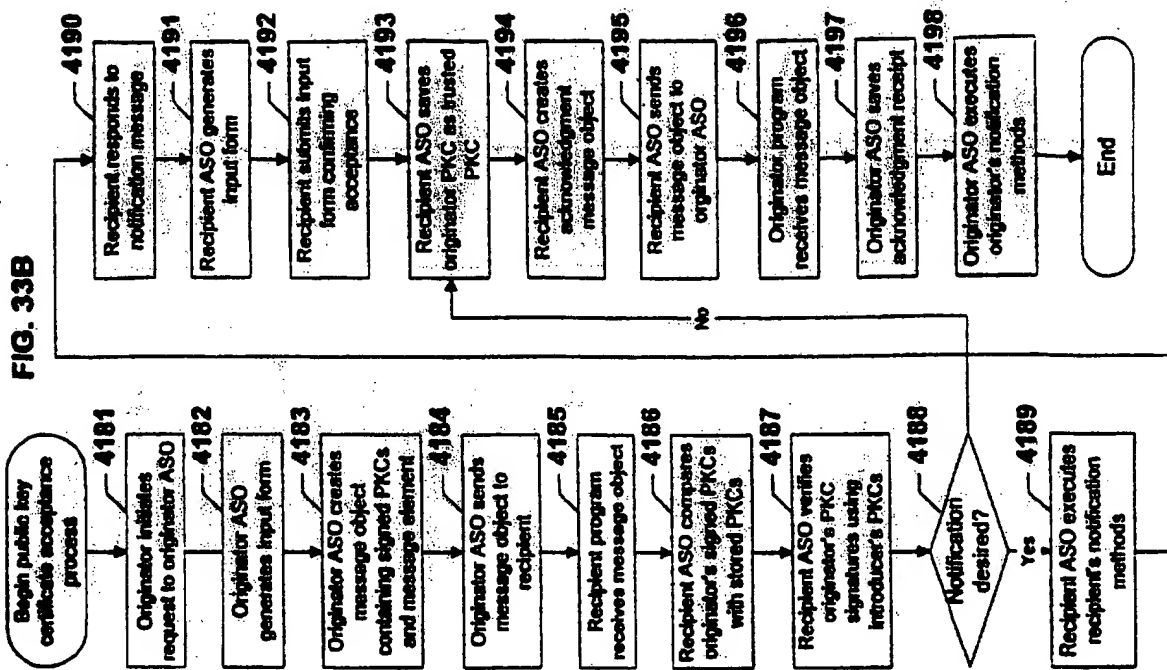 FIG. 33B
Begin public key
certificate acceptance
process
4181
Originator initiates
request to originator ASO
4182
Originator ASO
generates input form
4183
Originator ASO creates
message object
containing signed PKCs
and message element
4184
Originator ASO sends
message object to
recipient
4185
Recipient program
receives message object
4186
Recipient ASO compares
originator's signed PKCs
with stored PKCs
4187
Recipient ASO verifies
originator's PKC
signatures using
introducer's PKCs
4188
Notification
desired?
No
Yes
4189
Recipient ASO executes
recipient's notification
methods
4190
Recipient responds to
notification message
4191
Recipient ASO generates
input form
4192
Recipient submits input
form confirming
acceptance
4193
Recipient ASO saves
originator PKC as trusted
PKC
4194
Recipient ASO creates
acknowledgment
message object
4195
Recipient ASO sends
message object to
orginator ASO
4196
Originator program
receives message object
4197
Originator ASO saves
acknowledgment receipt
4198
Originator ASO executes
originator's notification
methods
End